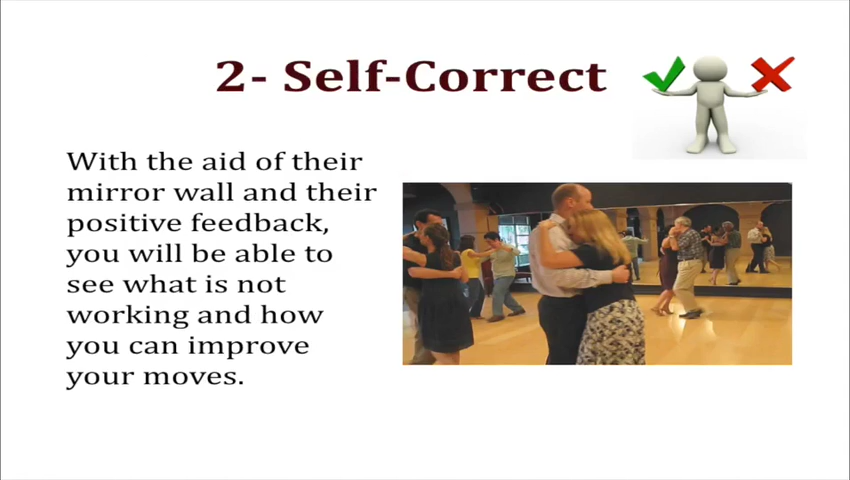 2- Self-Correct
With the aid of their
mirror wall and their
positive feedback,
you will be able to
see what is not
working and how
you can improve
your moves.